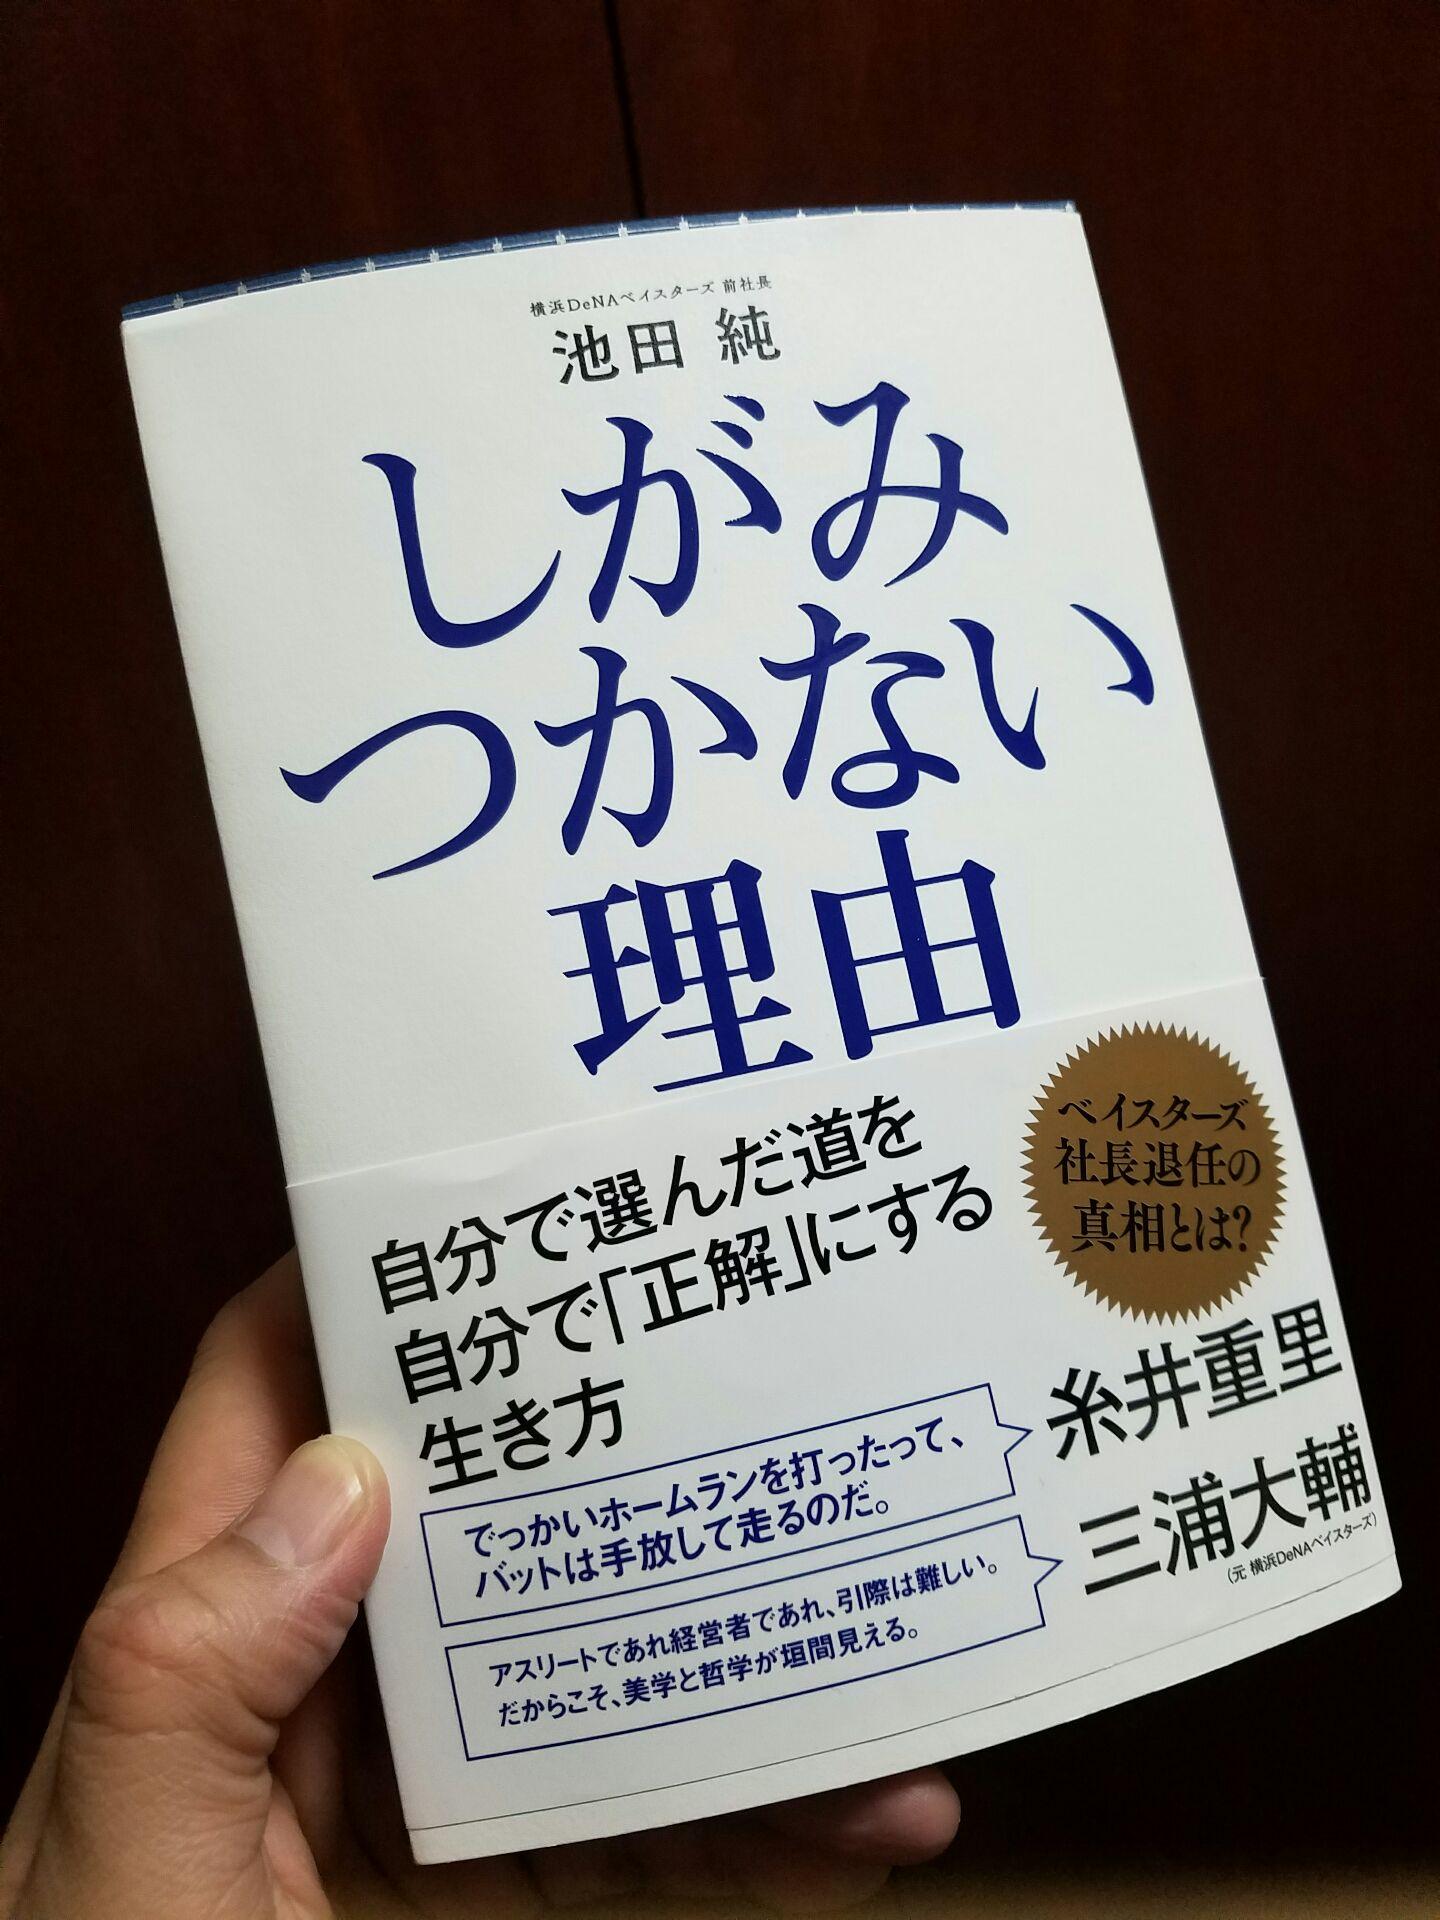 横浜DeNAベイスターズ 前社長
池田 純
しがみ
つかない
理由
ベイスターズ
社長退任の
真相とは?
自分で選んだ道を
自分で「正解」にする
生き方
でっかいホームランを打ったって、
バットは手放して走るのだ。
糸井重里
アスリートであれ経営者であれ、引際は難しい。
だからこそ、美学と哲学が垣間見える。
三浦大輔
(元 横浜DeNAベイスターズ)